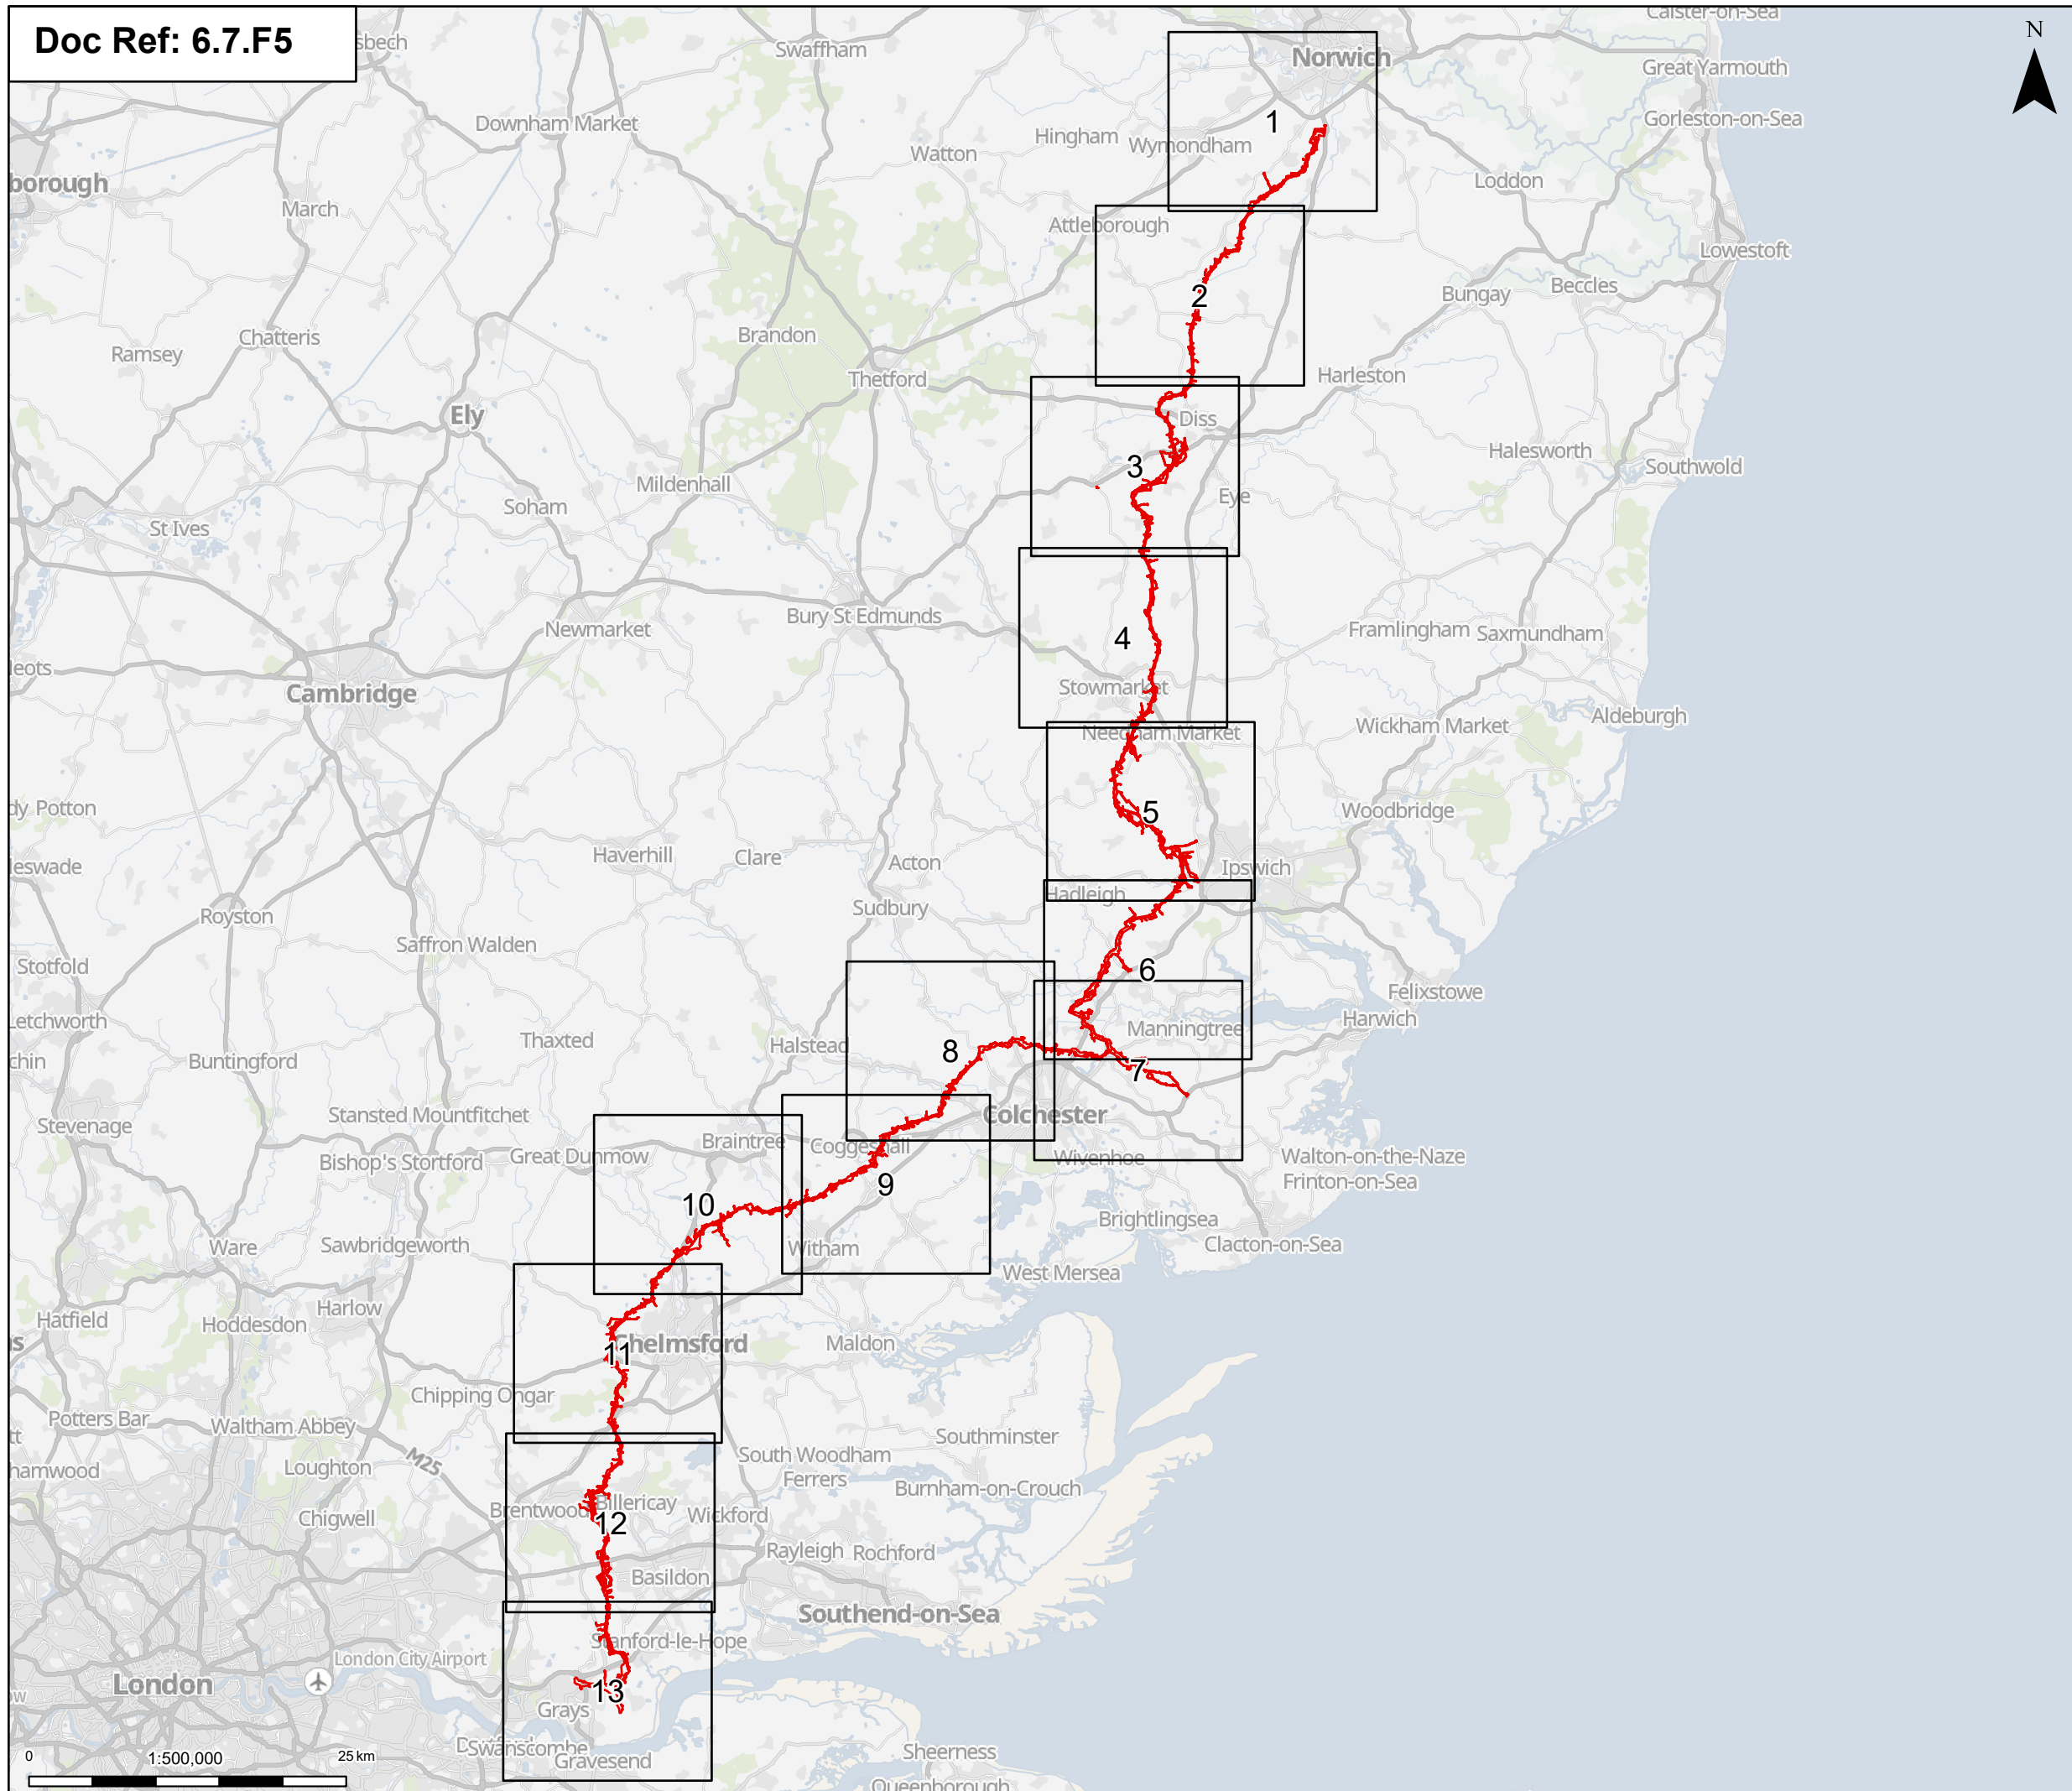 Doc Ref: 6.7.F5
sbech
Swaffham
Caister-on-Sea
N
Norwich
Great Yarmouth
Downham Market
Gorleston-on-Sea
1
Hingham
Wymondham
Watton
borough
Loddon
March
Attleborough
Lowestoft
Beccles
Bungay
2
Chatteris
Brandon
Ramsey
Thetford
Harleston
Ely
Diss
Halesworth
Southwold
3
Mildenhall
Eye
Soham
St Ives
Bury St Edmunds
Newmarket
Framlingham
Saxmundham
4
leots
Cambridge
Stowmarket
Aldeburgh
Wickham Market
Needham Market
dy Potton
Woodbridge
5
Haverhill
Clare
Acton
Ipswich
leswade
Hadleigh
Sudbury
Royston
Saffron Walden
Stotfold
6
Felixstowe
Letchworth
Harwich
Manningtree
Thaxted
Halstead
8
chin
Buntingford
7
Stansted Mountfitchet
Colchester
Stevenage
Braintree
Coggeshall
Great Dunmow
Bishop's Stortford
Wivenhoe
Walton-on-the-Naze
Frinton-on-Sea
9
10
Brightlingsea
Ware
Sawbridgeworth
Witham
Clacton-on-Sea
West Mersea
Harlow
Hatfield
Hoddesdon
Chelmsford
Maldon
11
Chipping Ongar
Potters Bar
Waltham Abbey
Southminster
South Woodham
Ferrers
M25
hamwood
Loughton
Burnham-on-Crouch
Brentwood
Billericay
Wickford
Chigwell
12
Rayleigh
Rochford
Basildon
Southend-on-Sea
Stanford-le-Hope
London City Airport
London
13
Grays
Swanscombe
Gravesend
Sheerness
Queenborough
0
1:500,000
25 km